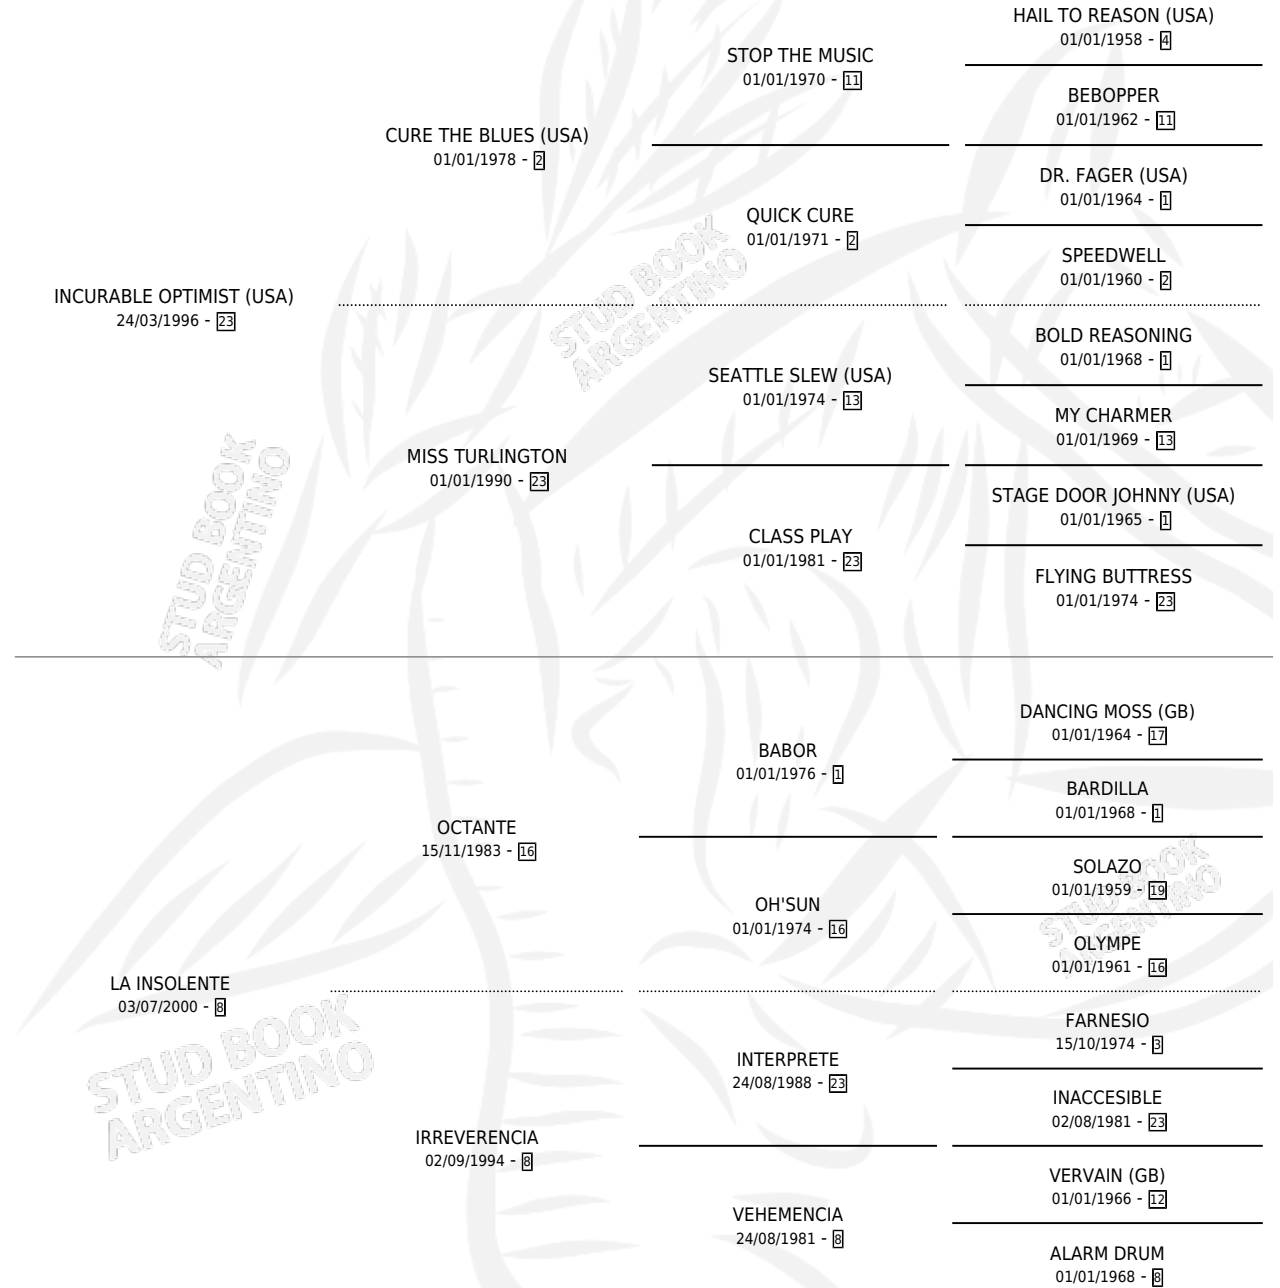 HAIL TO REASON (USA)
01/01/1958 - 4
STOP THE MUSIC
01/01/1970 - 11
BEBOPPER
01/01/1962 - 11
CURE THE BLUES (USA)
01/01/1978 - 2
DR. FAGER (USA)
01/01/1964 - 1
QUICK CURE
01/01/1971 - 2
SPEEDWELL
01/01/1960 - 2
INCURABLE OPTIMIST (USA)
24/03/1996 - 23
STUD BOOK
ARGENTINO
BOLD REASONING
01/01/1968 - 1
SEATTLE SLEW (USA)
01/01/1974 - 13
MY CHARMER
01/01/1969 - 13
MISS TURLINGTON
01/01/1990 - 23
STAGE DOOR JOHNNY (USA)
01/01/1965 - 1
CLASS PLAY
01/01/1981 - 23
FLYING BUTTRESS
01/01/1974 - 23
STUD BOOK
ARGENTINO
DANCING MOSS (GB)
01/01/1964 - 17
BABOR
01/01/1976 - 1
BARDILLA
01/01/1968 - 1
OCTANTE
15/11/1983 - 16
SOLAZO
01/01/1959 - 19
OH'SUN
01/01/1974 - 16
OLYMPE
01/01/1961 - 16
STUD BOOK
ARGENTINO
LA INSOLENTE
03/07/2000 - 8
FARNESIO
15/10/1974 - 3
INTERPRETE
24/08/1988 - 23
INACCESIBLE
02/08/1981 - 23
STUD BOOK
ARGENTINO
IRREVERENCIA
02/09/1994 - 8
VERVAIN (GB)
01/01/1966 - 12
VEHEMENCIA
24/08/1981 - 8
ALARM DRUM
01/01/1968 - 8